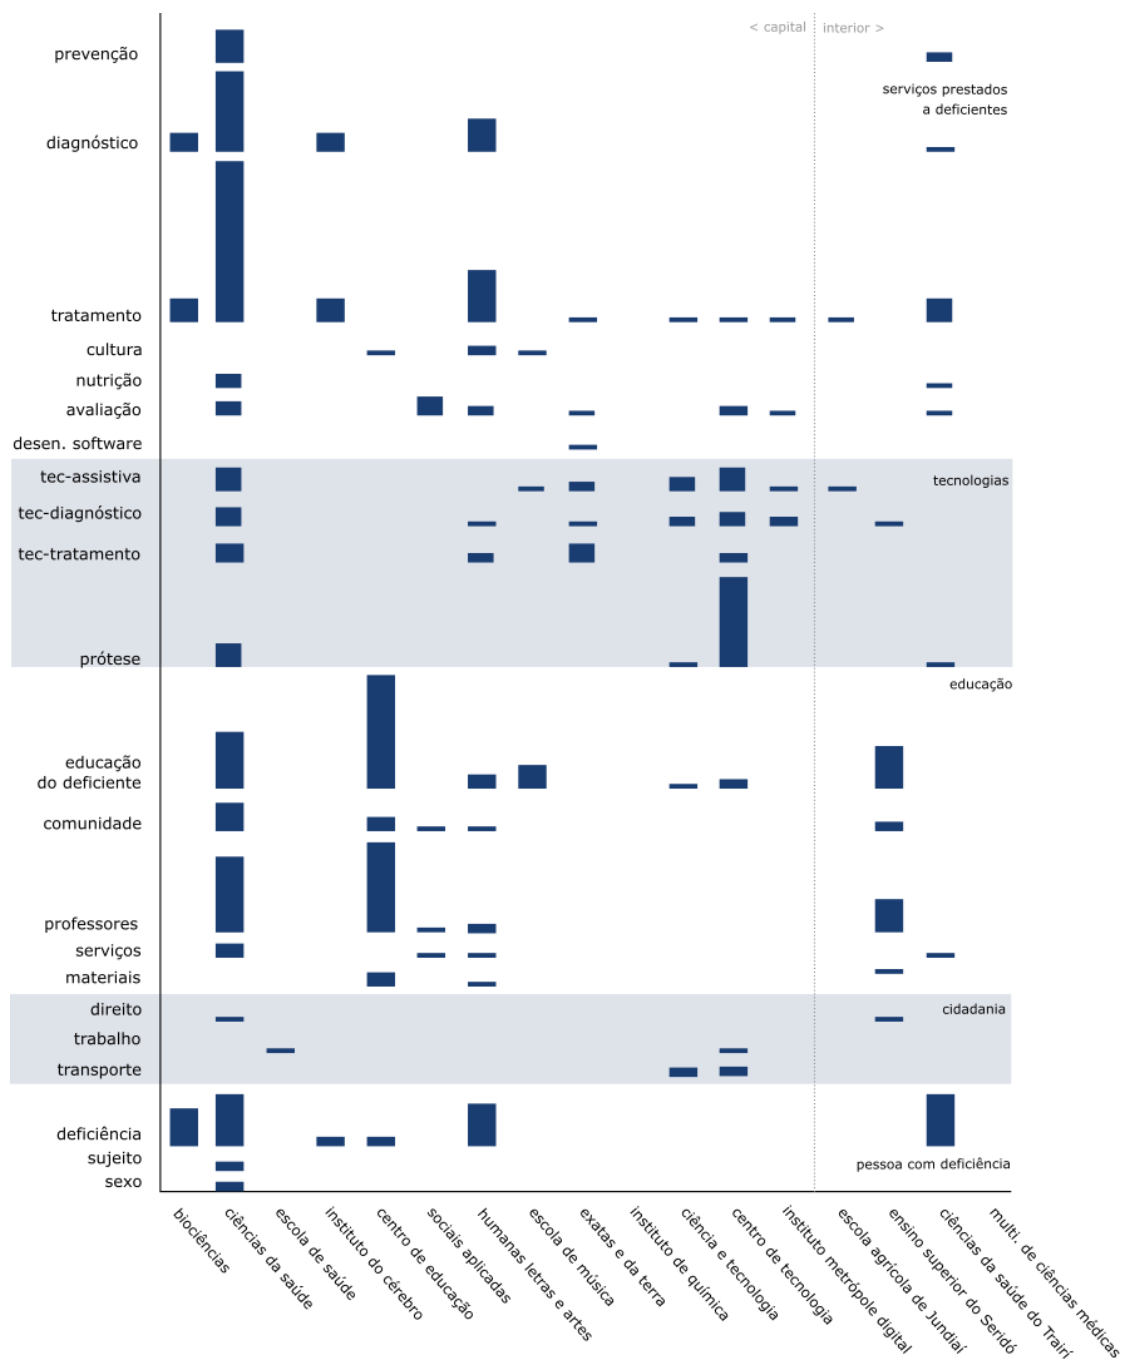 < capital
interior >
prevenção
serviços prestados
a deficientes
diagnóstico
tratamento
cultura
nutrição
avaliação
desen. software
tec-assistiva
tecnologias
tec-diagnóstico
tec-tratamento
prótese
educação
educação
do deficiente
comunidade
professores
serviços
materiais
direito
cidadania
trabalho
transporte
deficiência
sujeito
pessoa com deficiência
sexo
biociências
ciências da saúde
escola de saúde
instituto do cérebro
centro de educação
sociais aplicadas
humanas letras e artes
escola de música
exatas e da terra
instituto de química
ciência e tecnologia
centro de tecnologia
instituto metrópole digital
escola agrícola de Jundiaí
ensino superior do Seridó
ciências da saúde do Trairí
multi. de ciências médicas